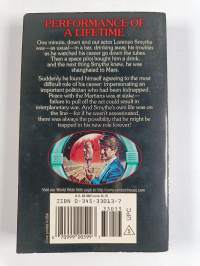 PERFORMANCE OF
A LIFETIME
One minute, down and out actor Lorenzo Smythe
was—as usual—in a bar, drinking away his troubles
as he watched his career go down the tubes.
Then a space pilot bought him a drink,
and the next thing Smythe knew, he was
shanghaied to Mars.
Suddenly he found himself agreeing to the most
difficult role of his career: impersonating an
important politician who had been kidnapped.
Peace with the Martians was at stake—
failure to pull off the act could result in
interplanetary war. And Smythe's own life was on
the line—for if he wasn't assassinated,
there was always the possibility that he might
be trapped in his new role forever!
ISBN 0-345-33013-7
UPC